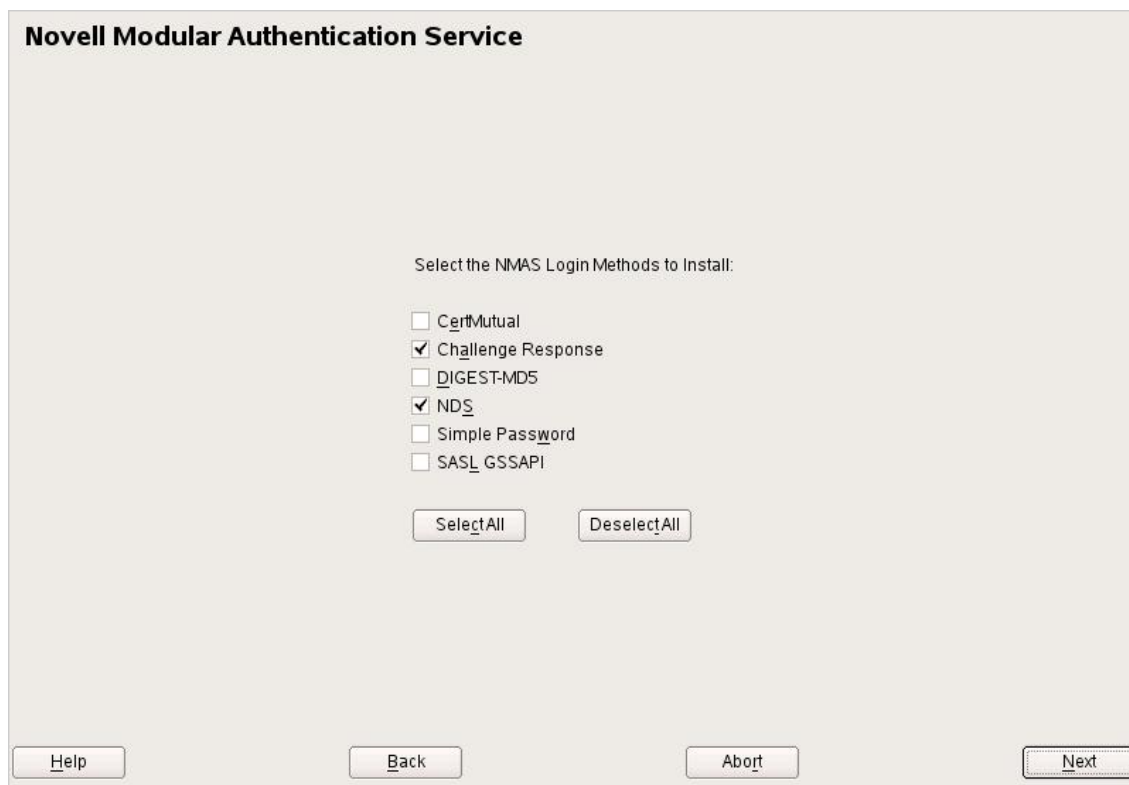 Novell Modular Authentication Service
Select the NMAS Login Methods to Install:
CertMutual
Challenge Response
DIGEST-MD5
NDS
Simple Password
SASL GSSAPI
Select All
Deselect All
Help
Back
Abort
Next